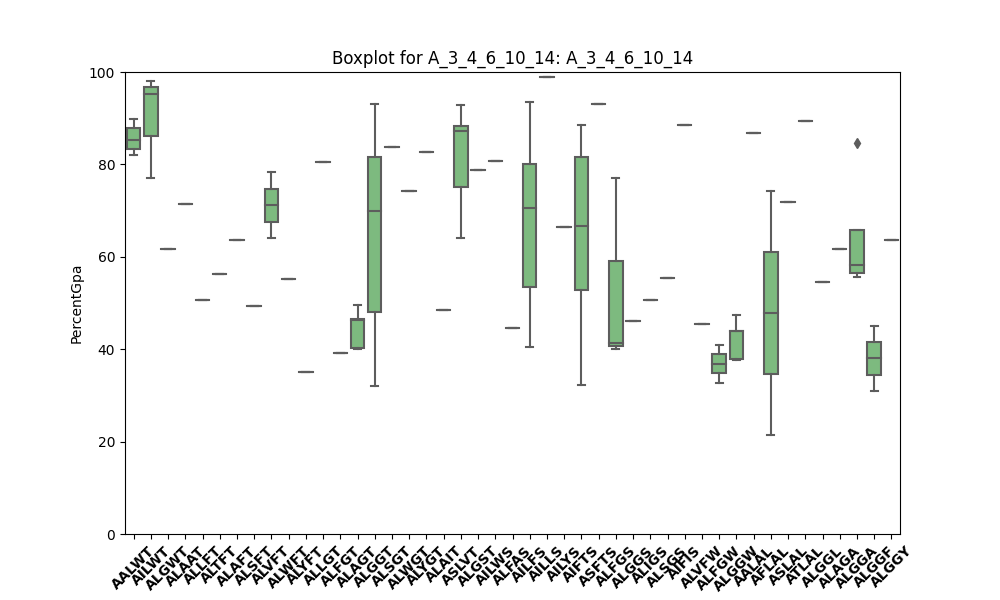 Boxplot for A_3_4_6_10_14: A_3_4_6_10_14
PercentGpa
100
80
60
40
20
0
AALWT
AILWT
ALGWT
ALAAT
ALLFT
ALTFT
ALAFT
ALSFT
ALVFT
ALWFT
ALYFT
ALLGT
ALFGT
ALAGT
ALGGT
ALSGT
ALWGT
ALYGT
ALAIT
ASLVT
ALGST
AILWS
ALFAS
AILFS
AILLS
AILYS
AIFTS
ASFTS
ALFGS
ALGGS
ALIGS
ALSGS
AIFIS
ALVFW
ALFGW
ALGGW
AALAL
AFLAL
ASLAL
ATLAL
ALGGL
ALAGA
ALGGA
ALGGF
ALGGY